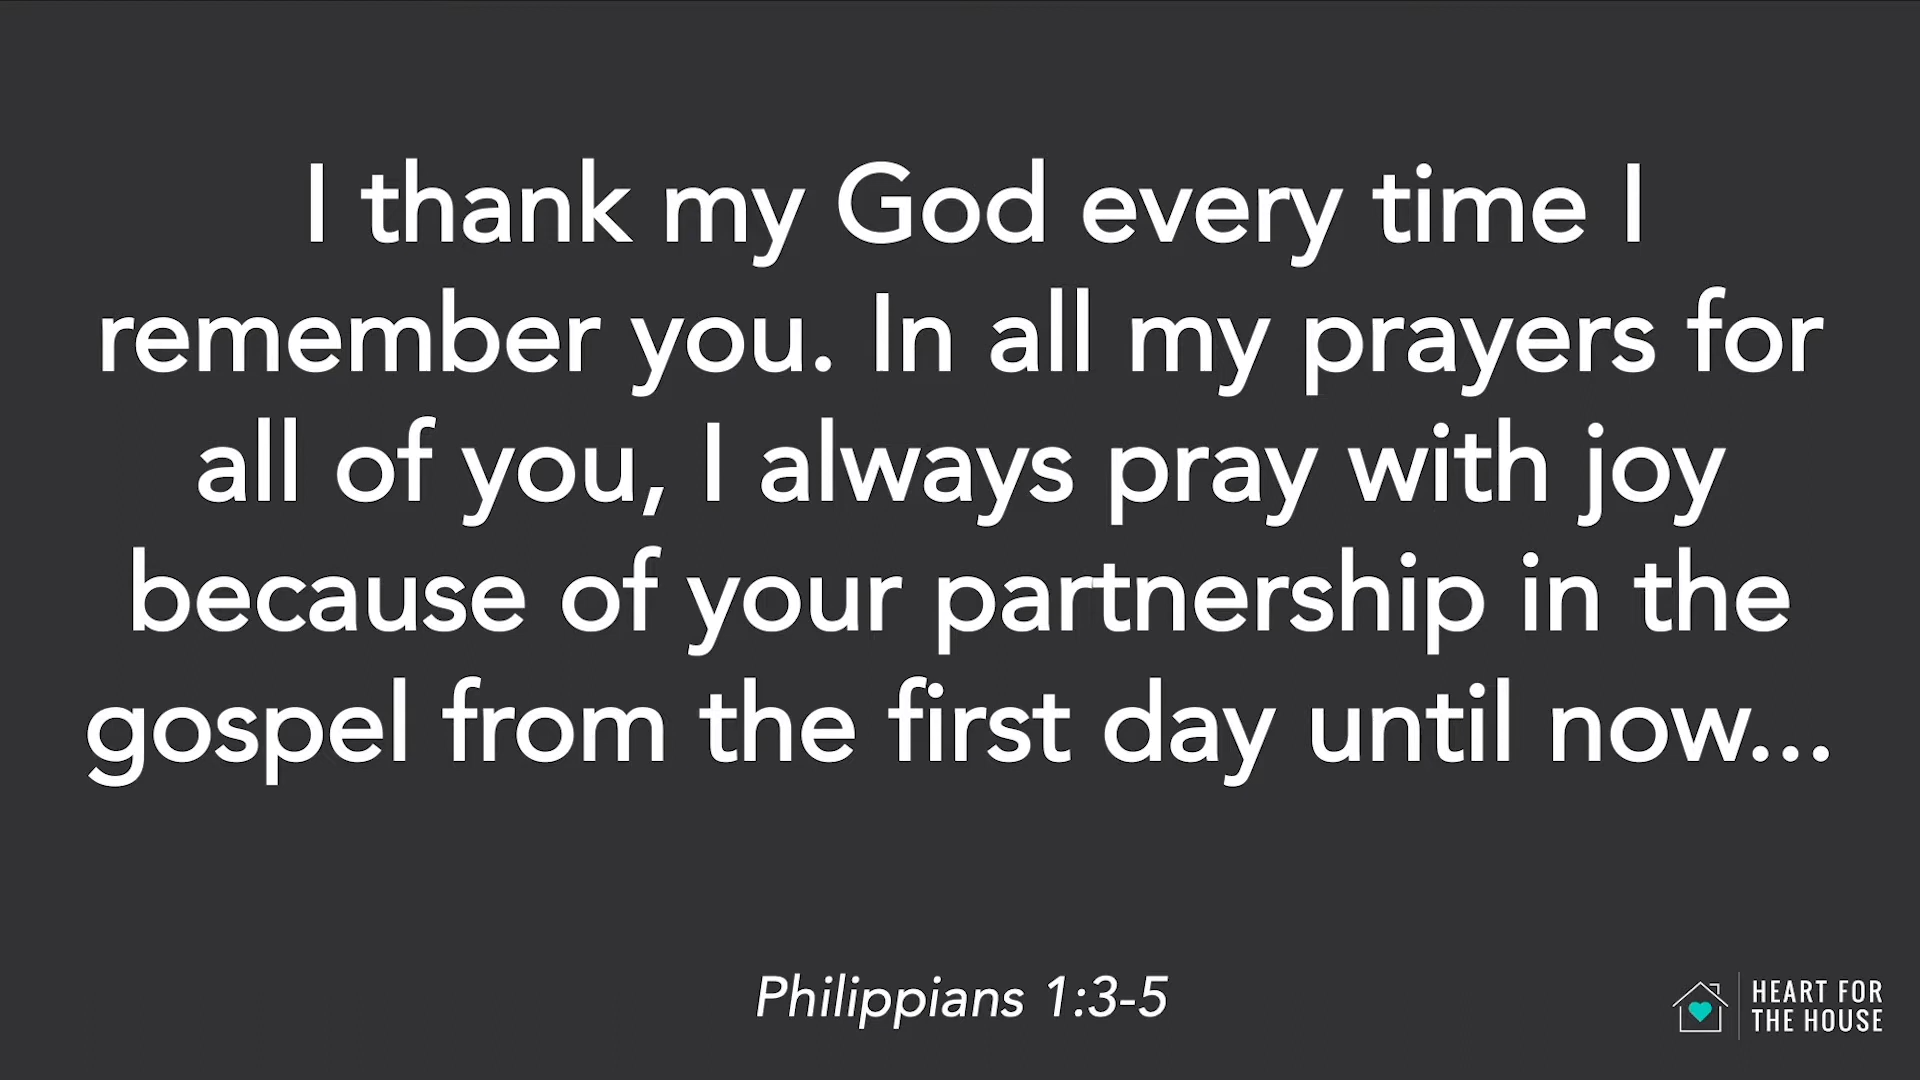 I thank my God every time I
remember you. In all my prayers for
all of you, I always pray with joy
because of your partnership in the
gospel from the first day until now...
Philippians 1:3-5
HEART FOR
THE HOUSE